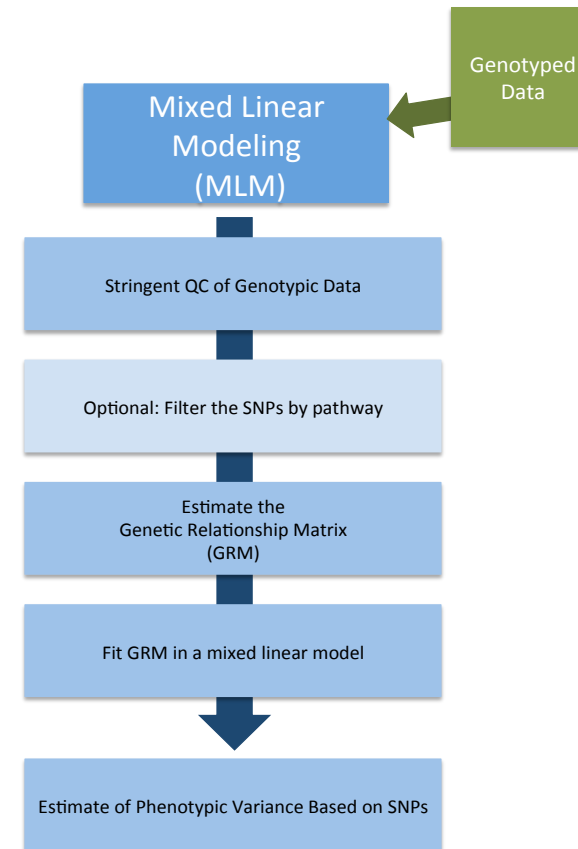 Genotyped
Data
Mixed Linear
Modeling
(MLM)
Stringent QC of Genotypic Data
Optional: Filter the SNPs by pathway
Estimate the
Genetic Relationship Matrix
(GRM)
Fit GRM in a mixed linear model
Estimate of Phenotypic Variance Based on SNPs